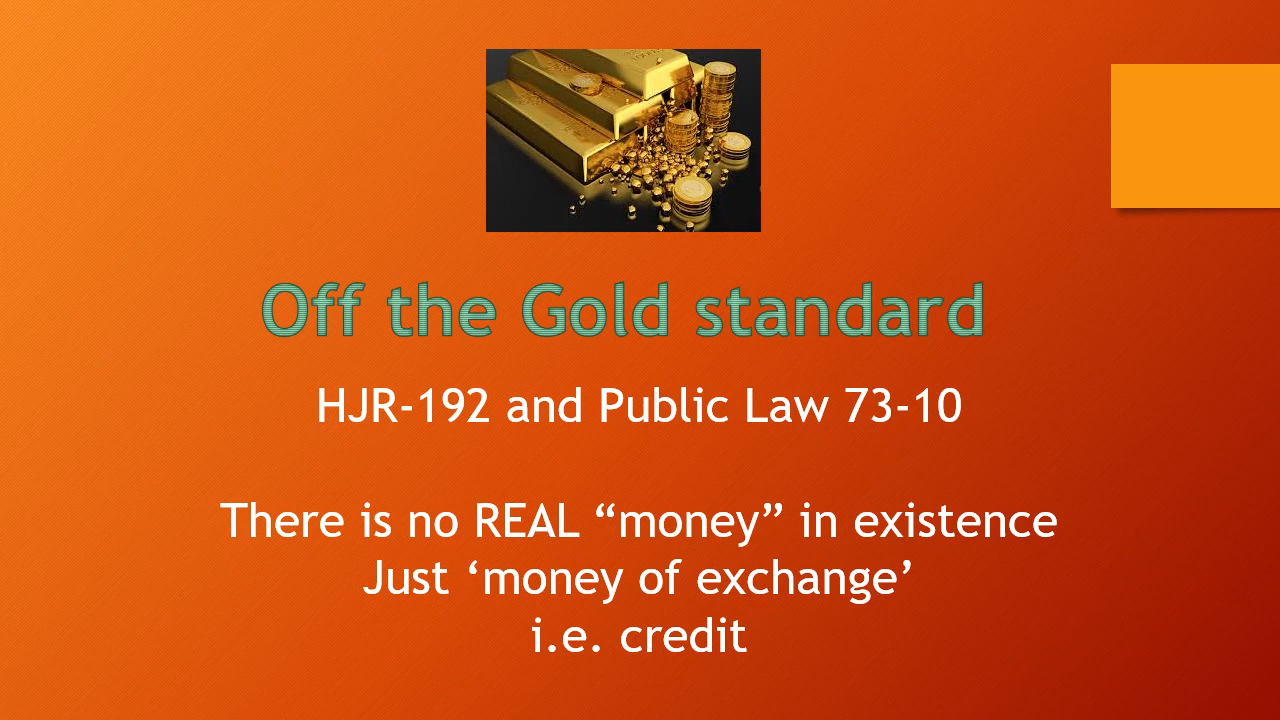 Off the Gold standard
HJR-192 and Public Law 73-10
There is no REAL “money” in existence
Just ‘money of exchange’
i.e. credit